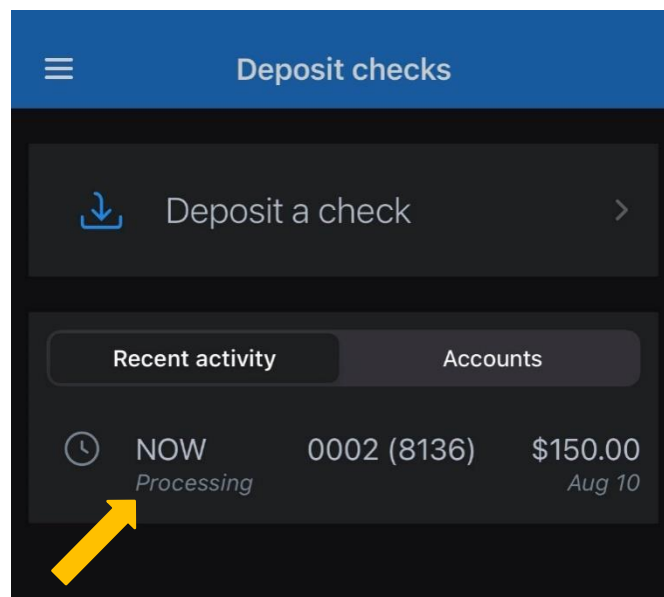 Deposit checks
Deposit a check
Recent activity Accounts
NOW 0002 (8136) $150.00
Processing Aug 10